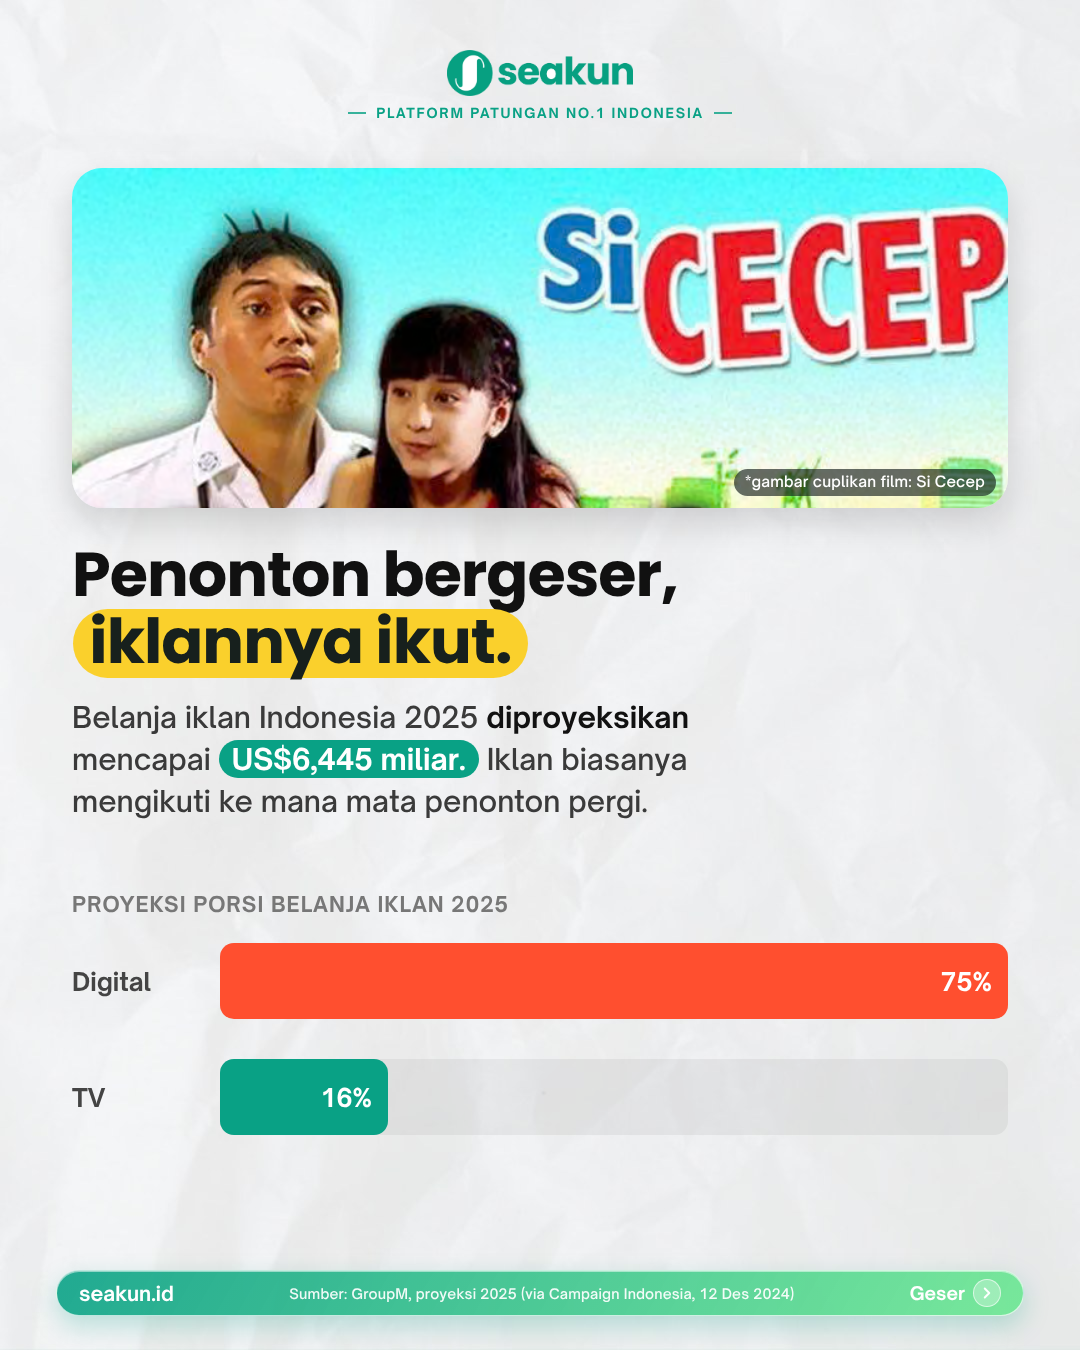 seakun
PLATFORM PATUNGAN NO.1 INDONESIA
Si CECEP
*gambar cuplikan film: Si Cecep
Penonton bergeser,
iklannya ikut.
Belanja iklan Indonesia 2025 diproyeksikan
mencapai US$6,445 miliar. Iklan biasanya
mengikuti ke mana mata penonton pergi.
PROYEKSI PORSI BELANJA IKLAN 2025
Digital 75%
TV 16%
seakun.id Sumber: GroupM, proyeksi 2025 (via Campaign Indonesia, 12 Des 2024) Geser